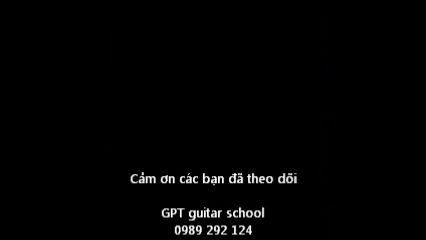 Cảm ơn các bạn đã theo dõi
GPT guitar school
0989 292 124